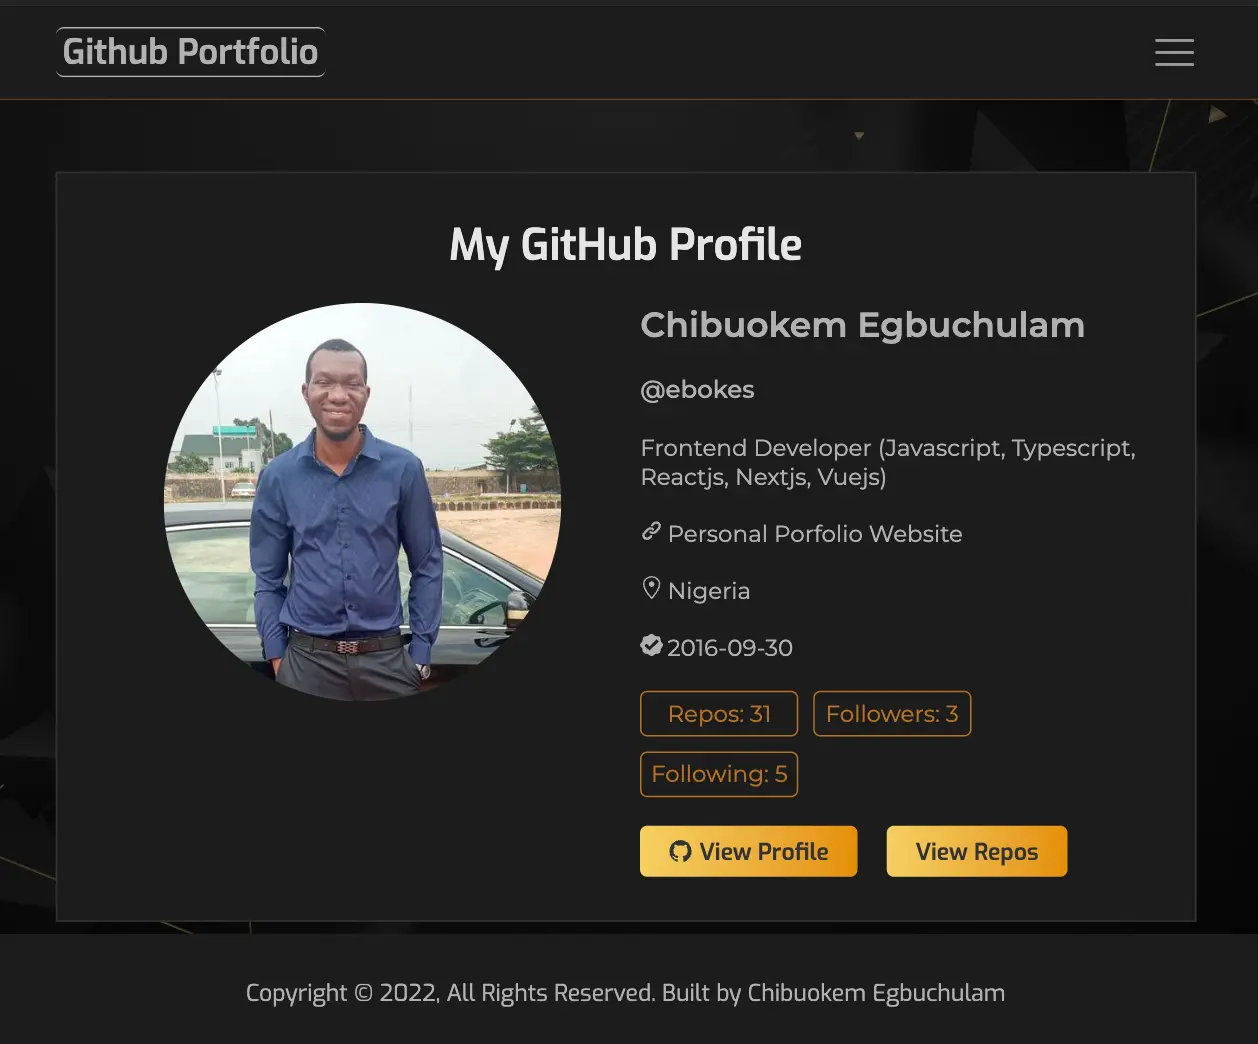 Github Portfolio
My GitHub Profile
Chibuokem Egbuchulam
@ebokes
Frontend Developer (Javascript, Typescript,
Reactjs, Nextjs, Vuejs)
Personal Porfolio Website
Nigeria
2016-09-30
Repos: 31
Followers: 3
Following: 5
View Profile
View Repos
Copyright © 2022, All Rights Reserved. Built by Chibuokem Egbuchulam